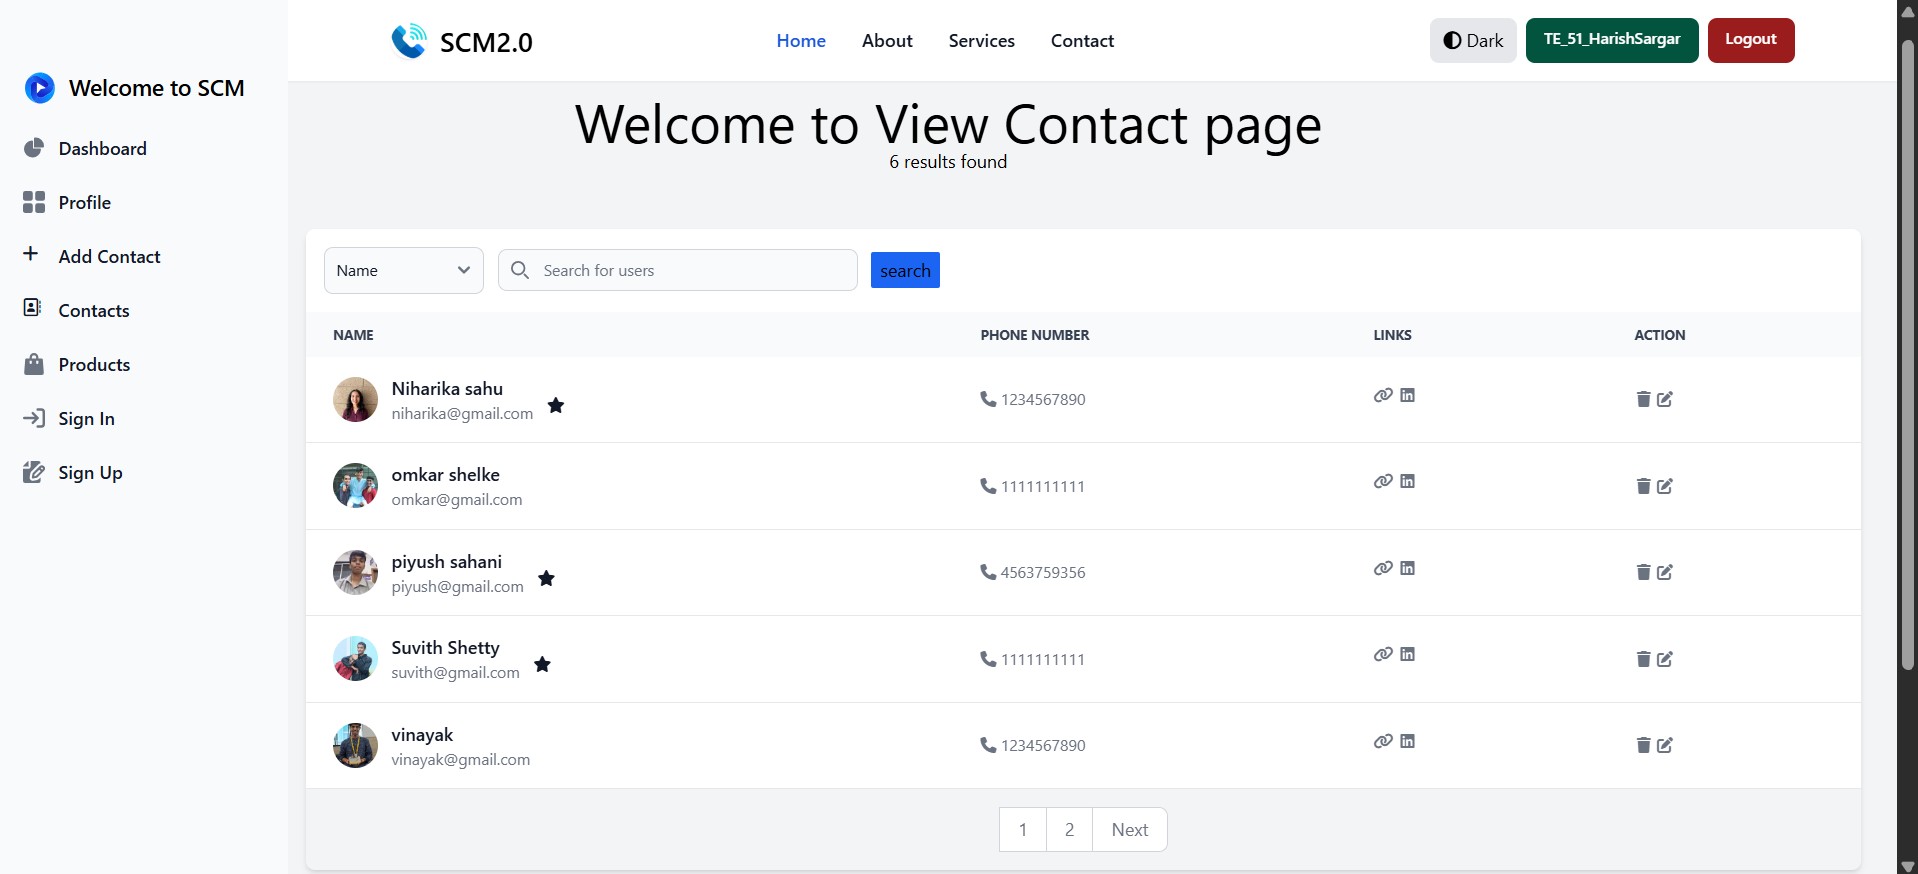 SCM2.0
Home About Services Contact
Dark TE_51_HarishSargar Logout
Welcome to SCM
Dashboard
Profile
Add Contact
Contacts
Products
Sign In
Sign Up
Welcome to View Contact page
6 results found
Name Search for users search
NAME PHONE NUMBER LINKS ACTION
Niharika sahu
niharika@gmail.com 1234567890
omkar shelke
omkar@gmail.com 1111111111
piyush sahani
piyush@gmail.com 4563759356
Suvith Shetty
suvith@gmail.com 1111111111
vinayak
vinayak@gmail.com 1234567890
1 2 Next